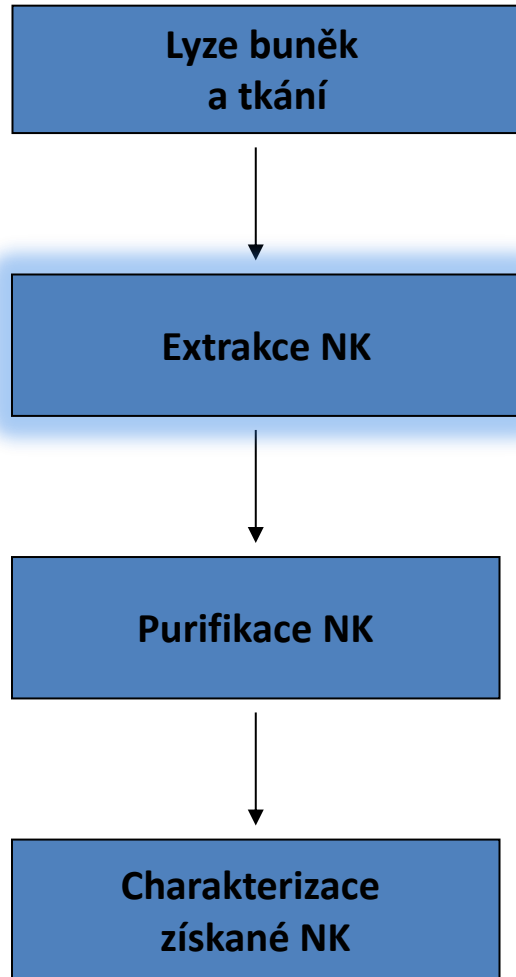 Lyze buněk
a tkání
Extrakce NK
Purifikace NK
Charakterizace
získané NK